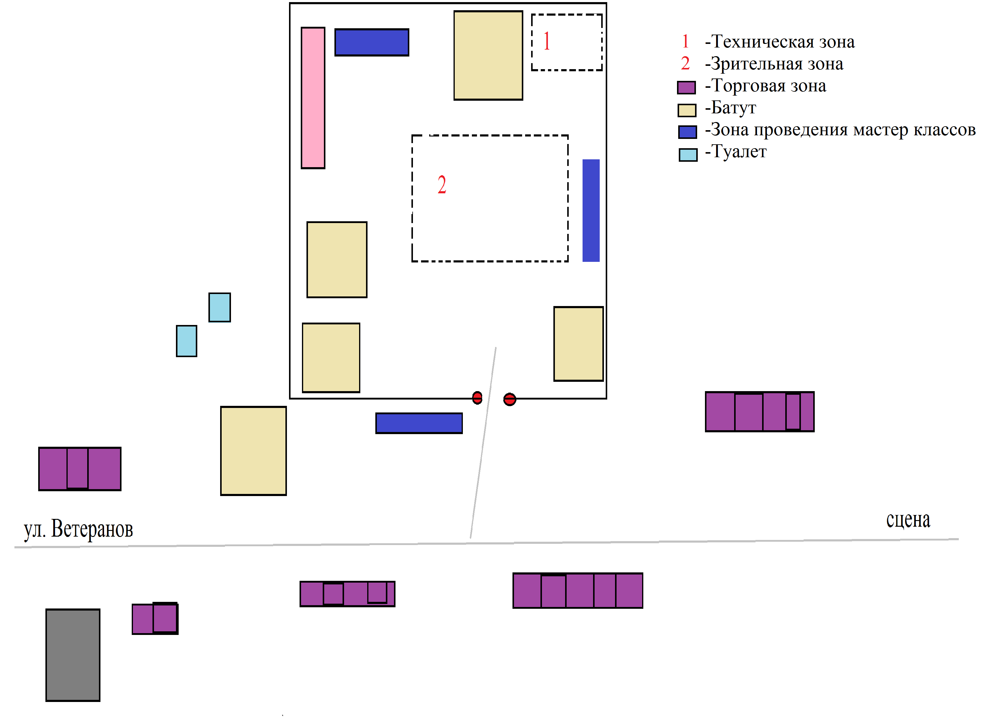 1
1 -Техническая зона
2 -Зрительная зона
-Торговая зона
-Батут
-Зона проведения мастер классов
-Туалет
2
сцена
ул. Ветеранов